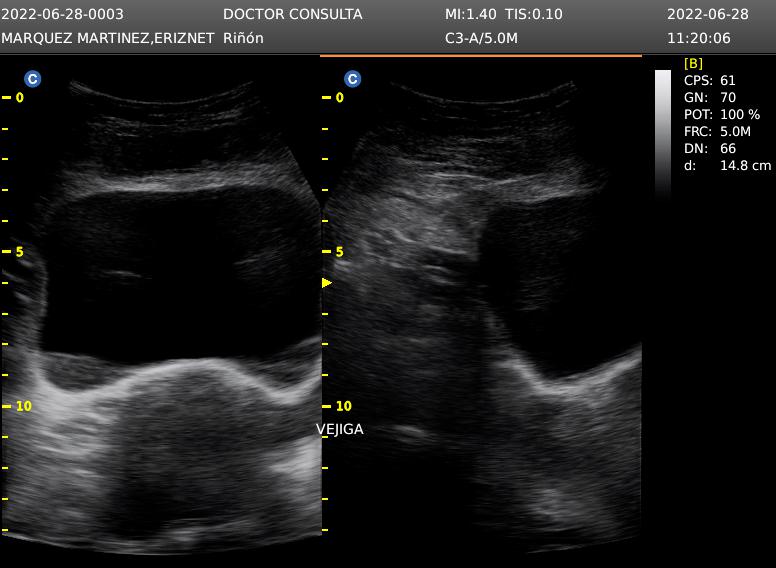 2022-06-28-0003 DOCTOR CONSULTA MI:1.40 TIS:0.10 2022-06-28
MARQUEZ MARTINEZ,ERIZNET Riñón C3-A/5.0M 11:20:06
C C
[B]
0 0
CPS: 61
GN: 70
POT: 100 %
FRC: 5.0M
DN: 66
d: 14.8 cm
5 5
10 10
VEJIGA